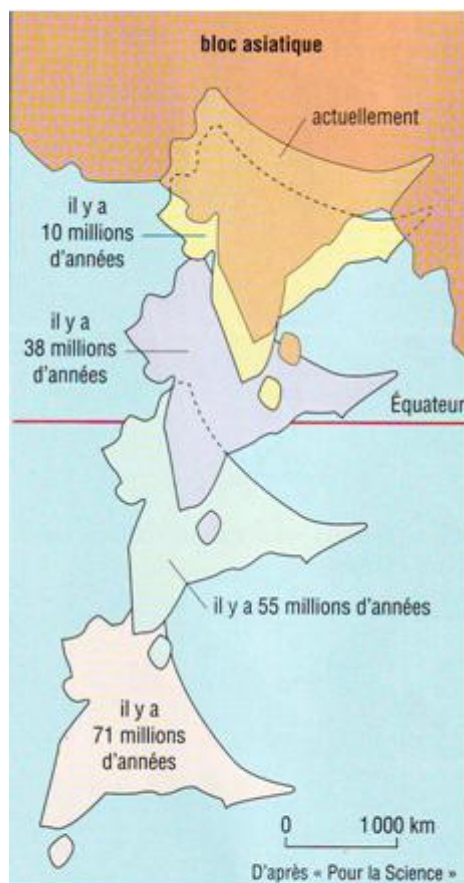 bloc asiatique
actuellement
il y a
10 millions
d'années
il y a
38 millions
d'années
Équateur
il y a 55 millions d'années
il y a
71 millions
d'années
0 1 000 km
D'après « Pour la Science »